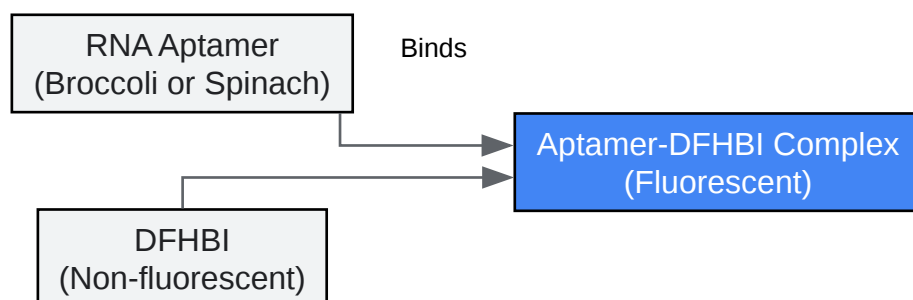 RNA Aptamer
(Broccoli or Spinach)
Binds
Aptamer-DFHBI Complex
(Fluorescent)
DFHBI
(Non-fluorescent)